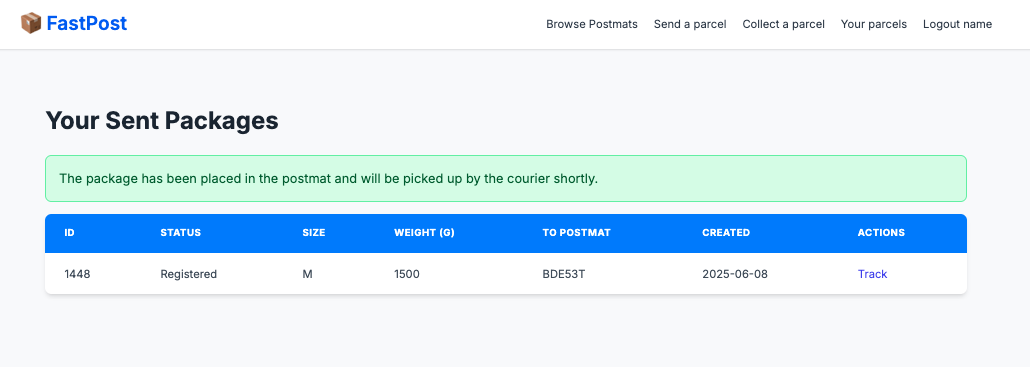 FastPost
Browse Postmats Send a parcel Collect a parcel Your parcels Logout name
Your Sent Packages
The package has been placed in the postmat and will be picked up by the courier shortly.
ID STATUS SIZE WEIGHT (G) TO POSTMAT CREATED ACTIONS
1448 Registered M 1500 BDE53T 2025-06-08 Track